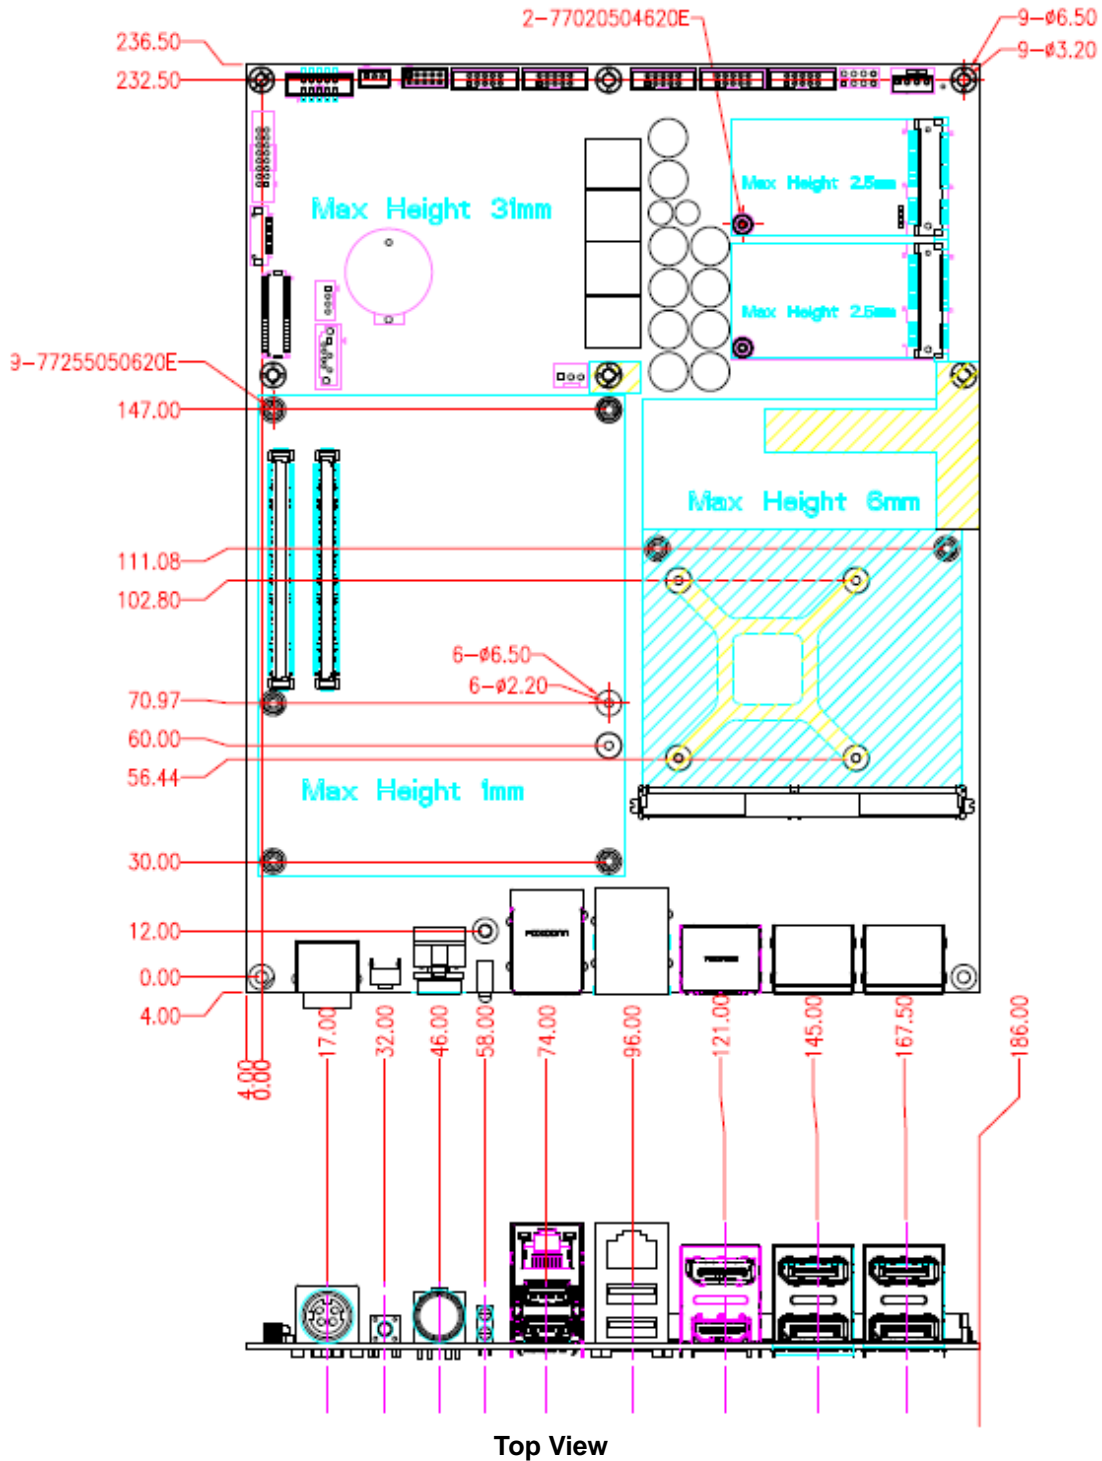 2-77020504620E
9-ø6.50
9-ø3.20
236.50
232.50
Max Height 2.5mm
Max Height 31mm
Max Height 2.5mm
9-77255050620E
147.00
Max Height 6mm
111.08
102.80
6-ø6.50
6-ø2.20
70.97
60.00
56.44
Max Height 1mm
30.00
12.00
FOXCONN
0.00
4.00
4.00
0.00
17.00
32.00
46.00
58.00
74.00
96.00
121.00
145.00
167.50
186.00
Top View